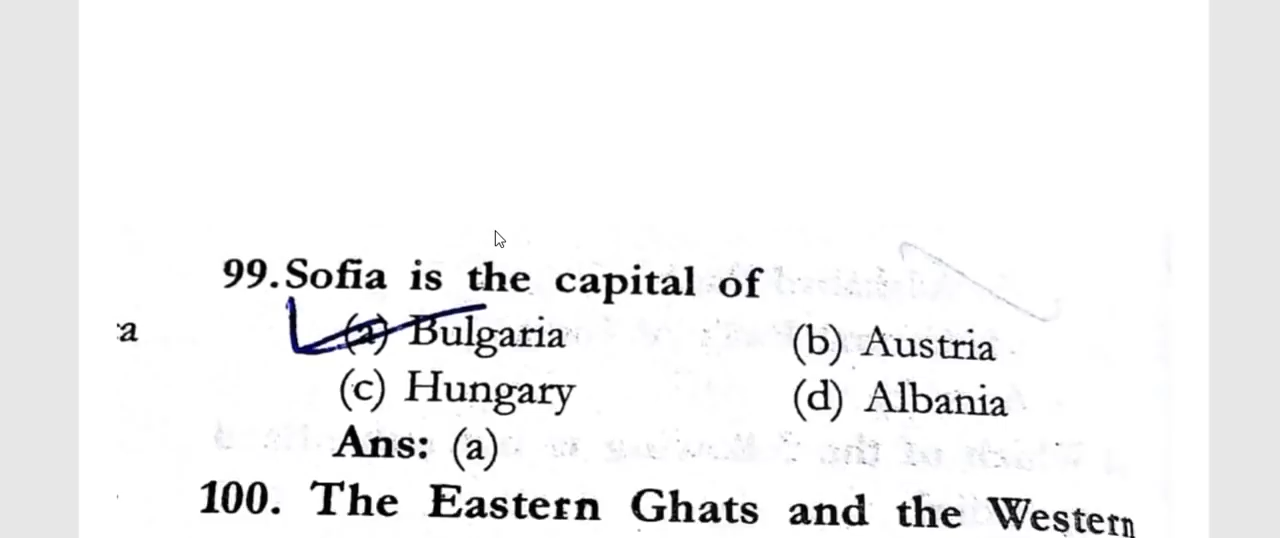 99. Sofia is the capital of
a (a) Bulgaria (b) Austria
(c) Hungary (d) Albania
Ans: (a)
100. The Eastern Ghats and the Western